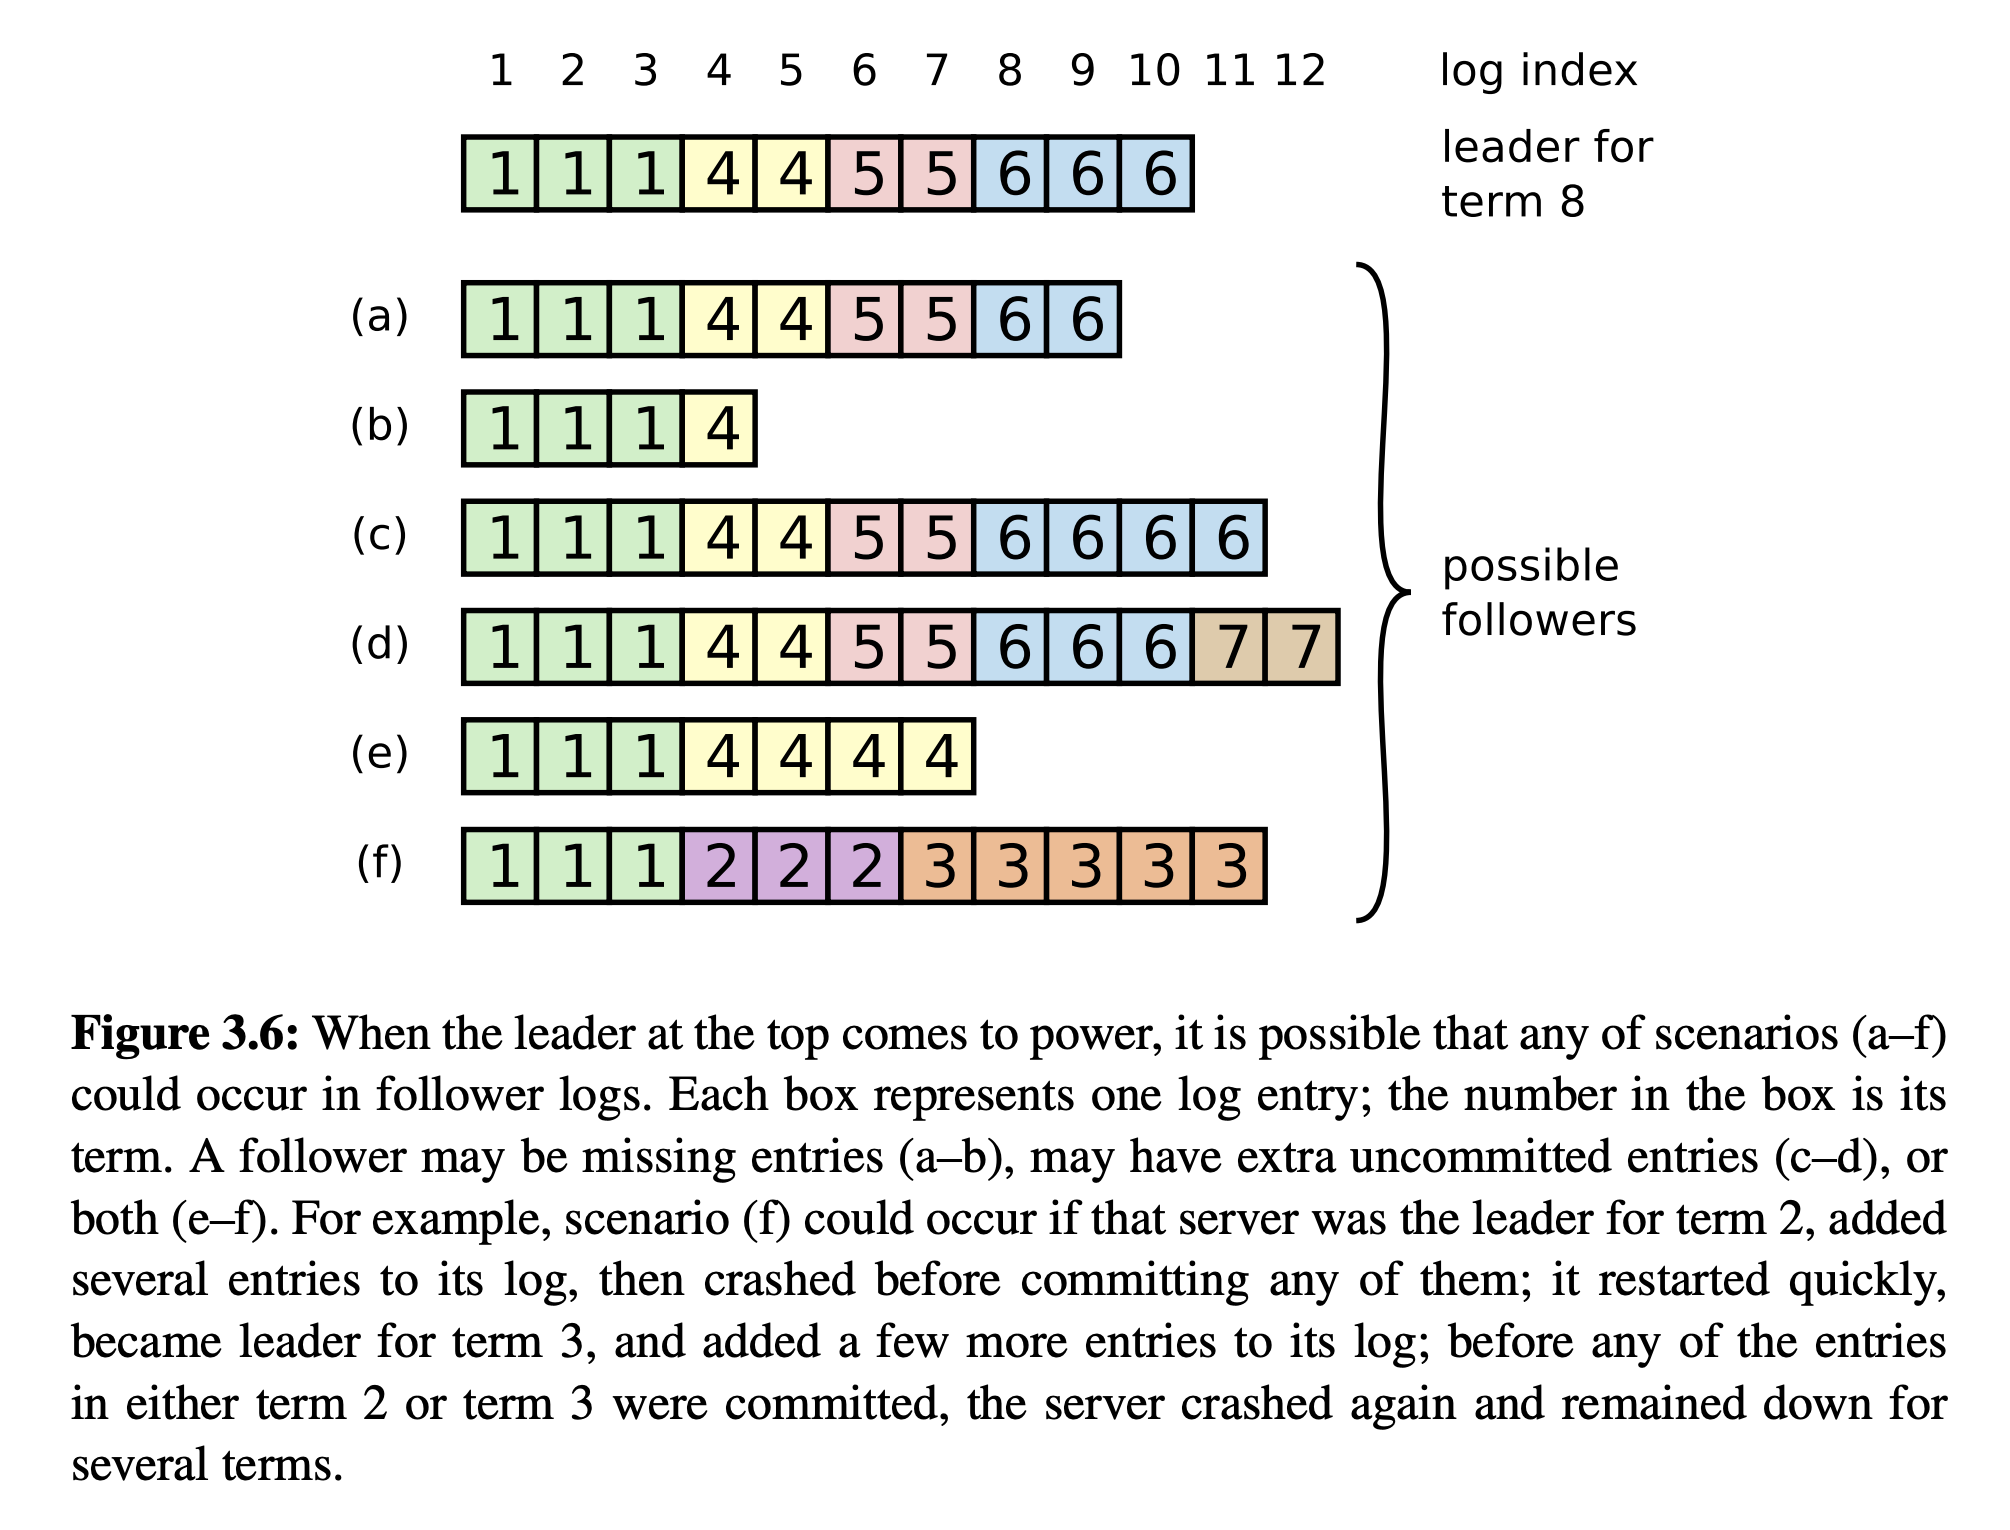 1 2 3 4 5 6 7 8 9 10 11 12 log index
1 1 1 4 4 5 5 6 6 6 leader for
term 8
(a) 1 1 1 4 4 5 5 6 6
(b) 1 1 1 4
(c) 1 1 1 4 4 5 5 6 6 6 6
(d) 1 1 1 4 4 5 5 6 6 6 7 7
(e) 1 1 1 4 4 4 4
(f) 1 1 1 2 2 2 3 3 3 3 3
possible
followers
Figure 3.6: When the leader at the top comes to power, it is possible that any of scenarios (a–f)
could occur in follower logs. Each box represents one log entry; the number in the box is its
term. A follower may be missing entries (a–b), may have extra uncommitted entries (c–d), or
both (e–f). For example, scenario (f) could occur if that server was the leader for term 2, added
several entries to its log, then crashed before committing any of them; it restarted quickly,
became leader for term 3, and added a few more entries to its log; before any of the entries
in either term 2 or term 3 were committed, the server crashed again and remained down for
several terms.